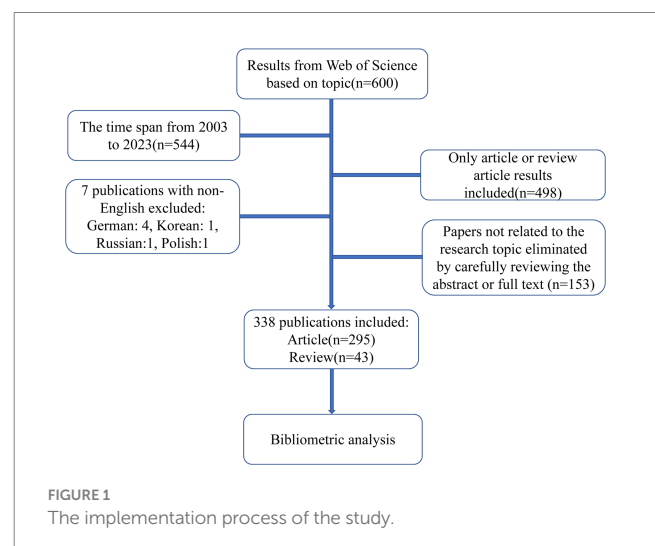 Results from Web of Science
based on topic(n=600)
The time span from 2003
to 2023(n=544)
Only article or review
article results
included(n=498)
7 publications with non-
English excluded:
German: 4, Korean: 1,
Russian:1, Polish:1
Papers not related to the
research topic eliminated
by carefully reviewing the
abstract or full text (n=153)
338 publications included:
Article(n=295)
Review(n=43)
Bibliometric analysis
FIGURE 1
The implementation process of the study.